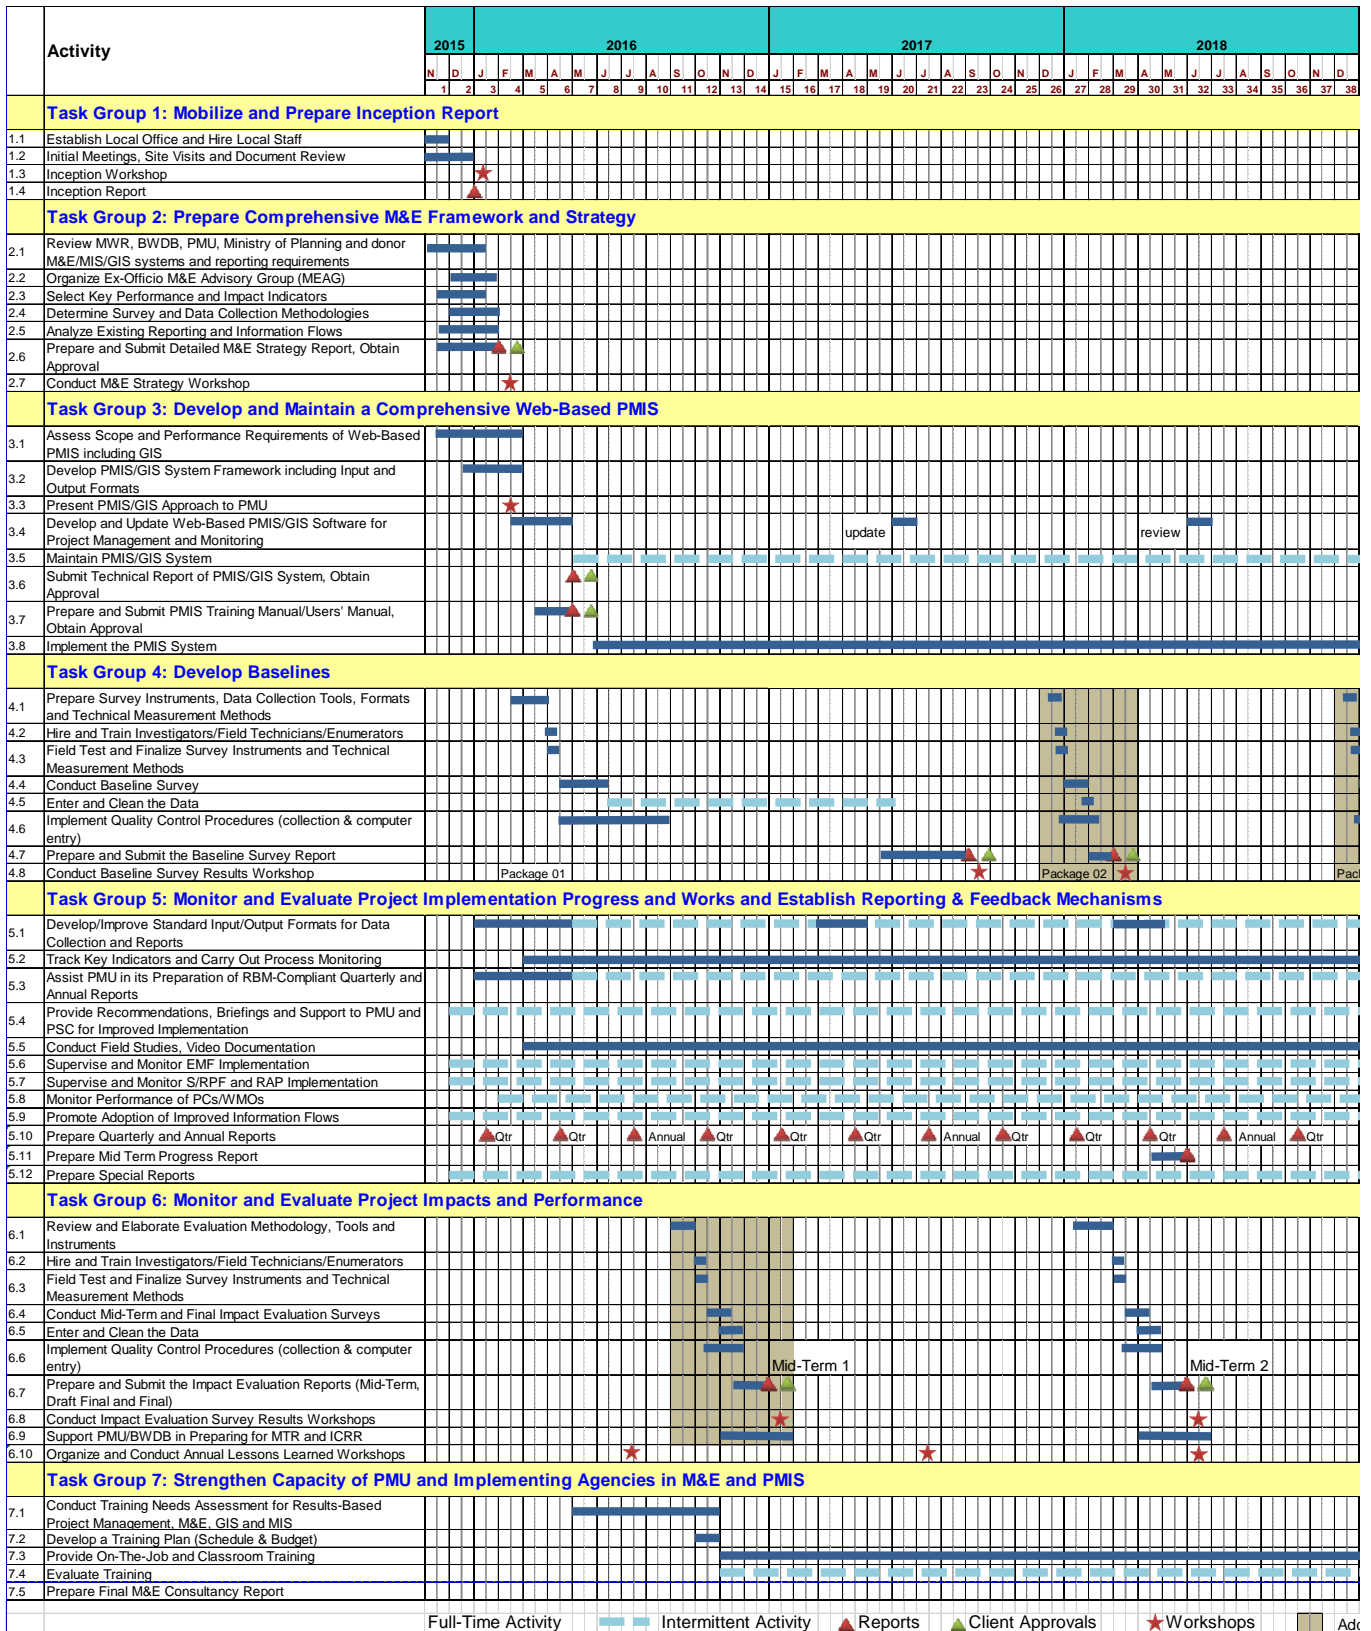 Activity
2015 2016 2017 2018
N D J F M A M J J A S O N D J F M A M J J A S O N D J F M A M J J A S O N D
1 2 3 4 5 6 7 8 9 10 11 12 13 14 15 16 17 18 19 20 21 22 23 24 25 26 27 28 29 30 31 32 33 34 35 36 37 38
Task Group 1: Mobilize and Prepare Inception Report
1.1 Establish Local Office and Hire Local Staff
1.2 Initial Meetings, Site Visits and Document Review
1.3 Inception Workshop
1.4 Inception Report
Task Group 2: Prepare Comprehensive M&E Framework and Strategy
2.1 Review MWR, BWDB, PMU, Ministry of Planning and donor
M&E/MIS/GIS systems and reporting requirements
2.2 Organize Ex-Officio M&E Advisory Group (MEAG)
2.3 Select Key Performance and Impact Indicators
2.4 Determine Survey and Data Collection Methodologies
2.5 Analyze Existing Reporting and Information Flows
2.6 Prepare and Submit Detailed M&E Strategy Report, Obtain
Approval
2.7 Conduct M&E Strategy Workshop
Task Group 3: Develop and Maintain a Comprehensive Web-Based PMIS
3.1 Assess Scope and Performance Requirements of Web-Based
PMIS including GIS
3.2 Develop PMIS/GIS System Framework including Input and
Output Formats
3.3 Present PMIS/GIS Approach to PMU
3.4 Develop and Update Web-Based PMIS/GIS Software for
Project Management and Monitoring update review
3.5 Maintain PMIS/GIS System
3.6 Submit Technical Report of PMIS/GIS System, Obtain
Approval
3.7 Prepare and Submit PMIS Training Manual/Users' Manual,
Obtain Approval
3.8 Implement the PMIS System
Task Group 4: Develop Baselines
4.1 Prepare Survey Instruments, Data Collection Tools, Formats
and Technical Measurement Methods
4.2 Hire and Train Investigators/Field Technicians/Enumerators
4.3 Field Test and Finalize Survey Instruments and Technical
Measurement Methods
4.4 Conduct Baseline Survey
4.5 Enter and Clean the Data
4.6 Implement Quality Control Procedures (collection & computer
entry)
4.7 Prepare and Submit the Baseline Survey Report
4.8 Conduct Baseline Survey Results Workshop Package 01 Package 02 Pack
Task Group 5: Monitor and Evaluate Project Implementation Progress and Works and Establish Reporting & Feedback Mechanisms
5.1 Develop/Improve Standard Input/Output Formats for Data
Collection and Reports
5.2 Track Key Indicators and Carry Out Process Monitoring
5.3 Assist PMU in its Preparation of RBM-Compliant Quarterly and
Annual Reports
5.4 Provide Recommendations, Briefings and Support to PMU and
PSC for Improved Implementation
5.5 Conduct Field Studies, Video Documentation
5.6 Supervise and Monitor EMF Implementation
5.7 Supervise and Monitor S/RPF and RAP Implementation
5.8 Monitor Performance of PCs/WMOs
5.9 Promote Adoption of Improved Information Flows
5.10 Prepare Quarterly and Annual Reports Qtr Qtr Annual Qtr Qtr Qtr Annual Qtr Qtr Qtr Annual Qtr
5.11 Prepare Mid Term Progress Report
5.12 Prepare Special Reports
Task Group 6: Monitor and Evaluate Project Impacts and Performance
6.1 Review and Elaborate Evaluation Methodology, Tools and
Instruments
6.2 Hire and Train Investigators/Field Technicians/Enumerators
6.3 Field Test and Finalize Survey Instruments and Technical
Measurement Methods
6.4 Conduct Mid-Term and Final Impact Evaluation Surveys
6.5 Enter and Clean the Data
6.6 Implement Quality Control Procedures (collection & computer
entry) Mid-Term 1 Mid-Term 2
6.7 Prepare and Submit the Impact Evaluation Reports (Mid-Term,
Draft Final and Final)
6.8 Conduct Impact Evaluation Survey Results Workshops
6.9 Support PMU/BWDB in Preparing for MTR and ICRR
6.10 Organize and Conduct Annual Lessons Learned Workshops
Task Group 7: Strengthen Capacity of PMU and Implementing Agencies in M&E and PMIS
7.1 Conduct Training Needs Assessment for Results-Based
Project Management, M&E, GIS and MIS
7.2 Develop a Training Plan (Schedule & Budget)
7.3 Provide On-The-Job and Classroom Training
7.4 Evaluate Training
7.5 Prepare Final M&E Consultancy Report
Full-Time Activity Intermittent Activity Reports Client Approvals Workshops